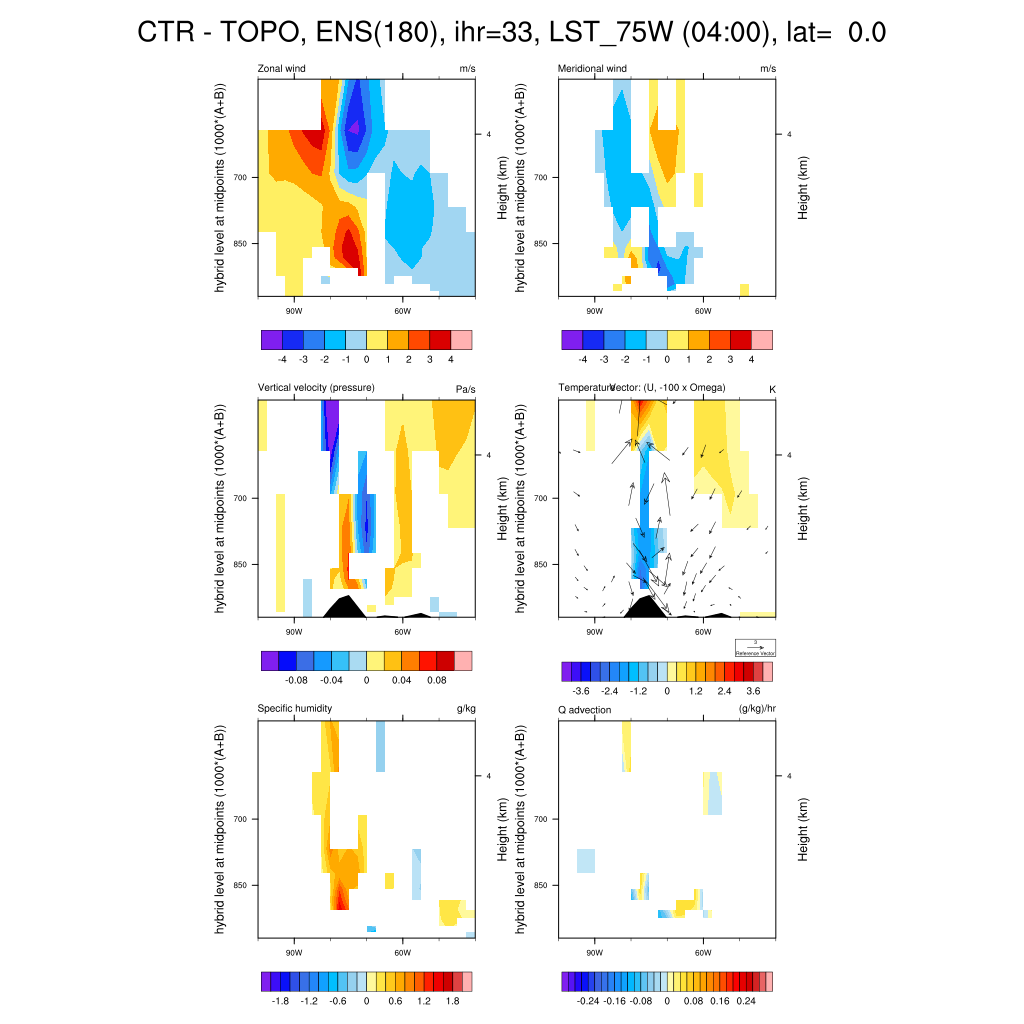 CTR - TOPO, ENS(180), ihr=33, LST_75W (04:00), lat= 0.0
Zonal wind m/s
hybrid level at midpoints (1000*(A+B))
700
850
4
Height (km)
90W 60W
-4 -3 -2 -1 0 1 2 3 4
Meridional wind m/s
hybrid level at midpoints (1000*(A+B))
700
850
4
Height (km)
90W 60W
-4 -3 -2 -1 0 1 2 3 4
Vertical velocity (pressure) Pa/s
hybrid level at midpoints (1000*(A+B))
700
850
4
Height (km)
90W 60W
-0.08 -0.04 0 0.04 0.08
Temperature Vector: (U, -100 x Omega) K
hybrid level at midpoints (1000*(A+B))
700
850
4
Height (km)
90W 60W
3
Reference Vector
-3.6 -2.4 -1.2 0 1.2 2.4 3.6
Specific humidity g/kg
hybrid level at midpoints (1000*(A+B))
700
850
4
Height (km)
90W 60W
-1.8 -1.2 -0.6 0 0.6 1.2 1.8
Q advection (g/kg)/hr
hybrid level at midpoints (1000*(A+B))
700
850
4
Height (km)
90W 60W
-0.24 -0.16 -0.08 0 0.08 0.16 0.24